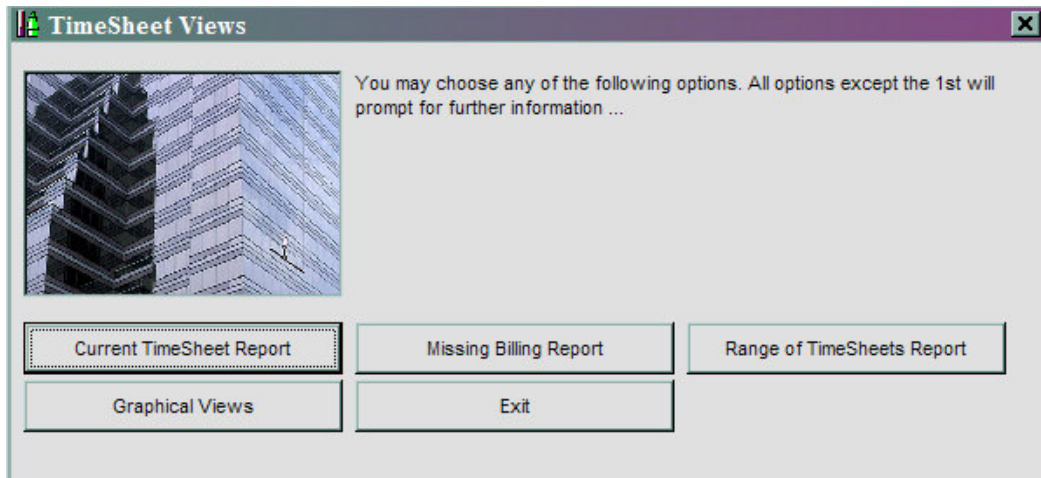 TimeSheet Views
You may choose any of the following options. All options except the 1st will
prompt for further information ...
Current TimeSheet Report
Missing Billing Report
Range of TimeSheets Report
Graphical Views
Exit